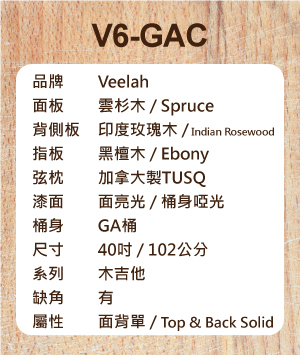 V6-GAC
品牌 Veelah
面板 雲杉木 / Spruce
背側板 印度玫瑰木 / Indian Rosewood
指板 黑檀木 / Ebony
弦枕 加拿大製TUSQ
漆面 面亮光 / 桶身啞光
桶身 GA桶
尺寸 40吋 / 102公分
系列 木吉他
缺角 有
屬性 面背單 / Top & Back Solid